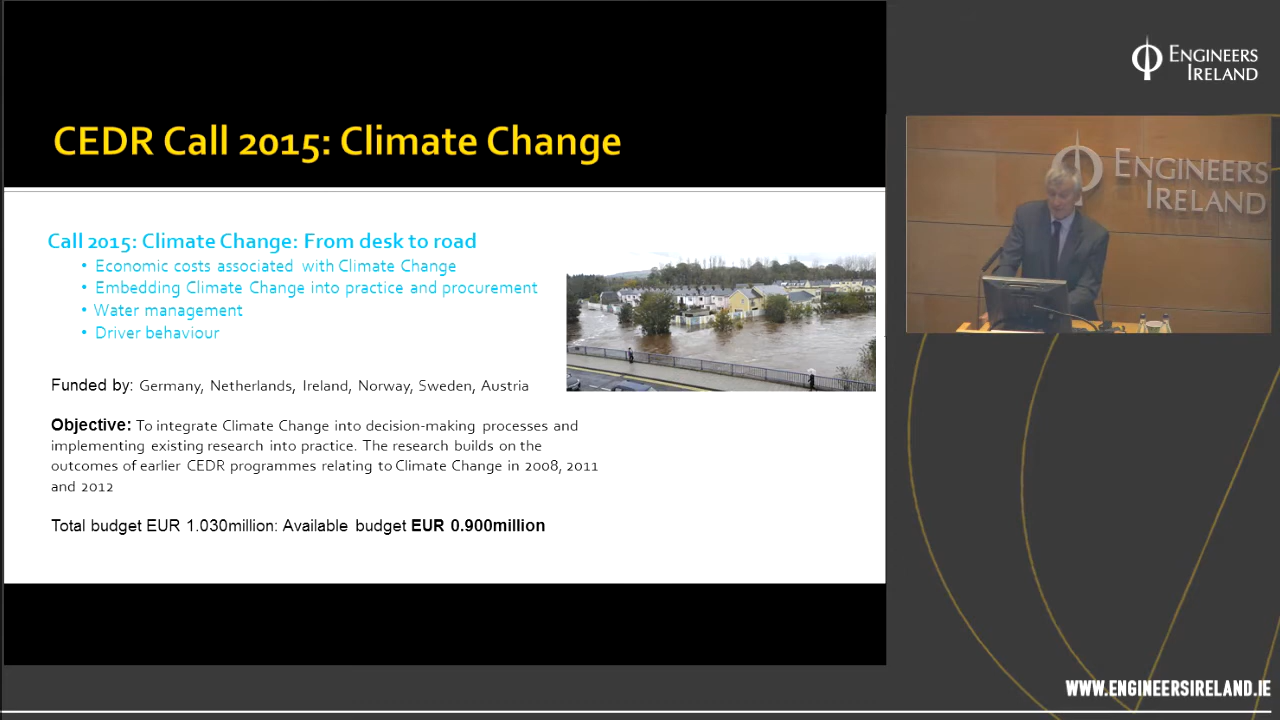 CEDR Call 2015: Climate Change
Call 2015: Climate Change: From desk to road
• Economic costs associated with Climate Change
• Embedding Climate Change into practice and procurement
• Water management
• Driver behaviour
Funded by: Germany, Netherlands, Ireland, Norway, Sweden, Austria
Objective: To integrate Climate Change into decision-making processes and
implementing existing research into practice. The research builds on the
outcomes of earlier CEDR programmes relating to Climate Change in 2008, 2011
and 2012
Total budget EUR 1.030million: Available budget EUR 0.900million
ENGINEERS
IRELAND
ENGINEERS
IRELAND
WWW.ENGINEERSIRELAND.IE